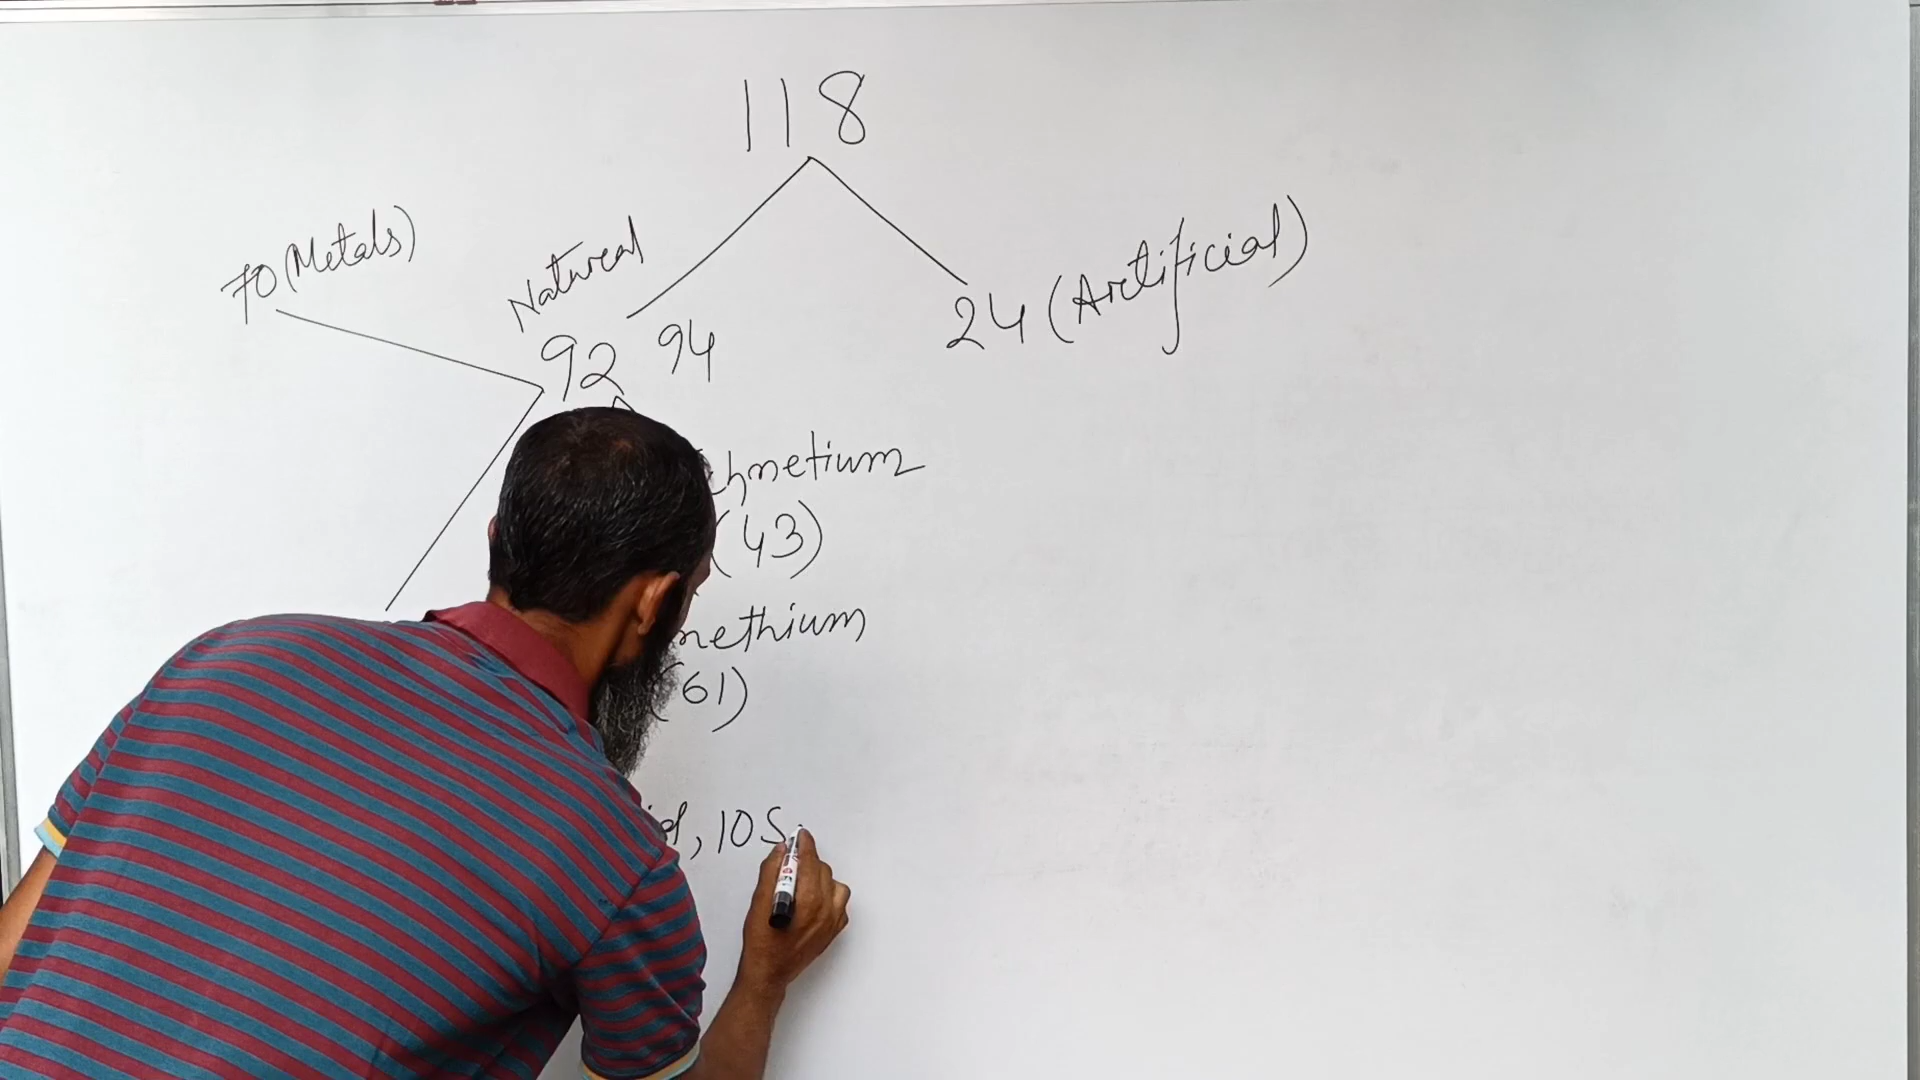 118
70 (Metals)
Natural
92 94
24 (Artificial)
chnetium
(43)
methium
(61)
d, 10 S